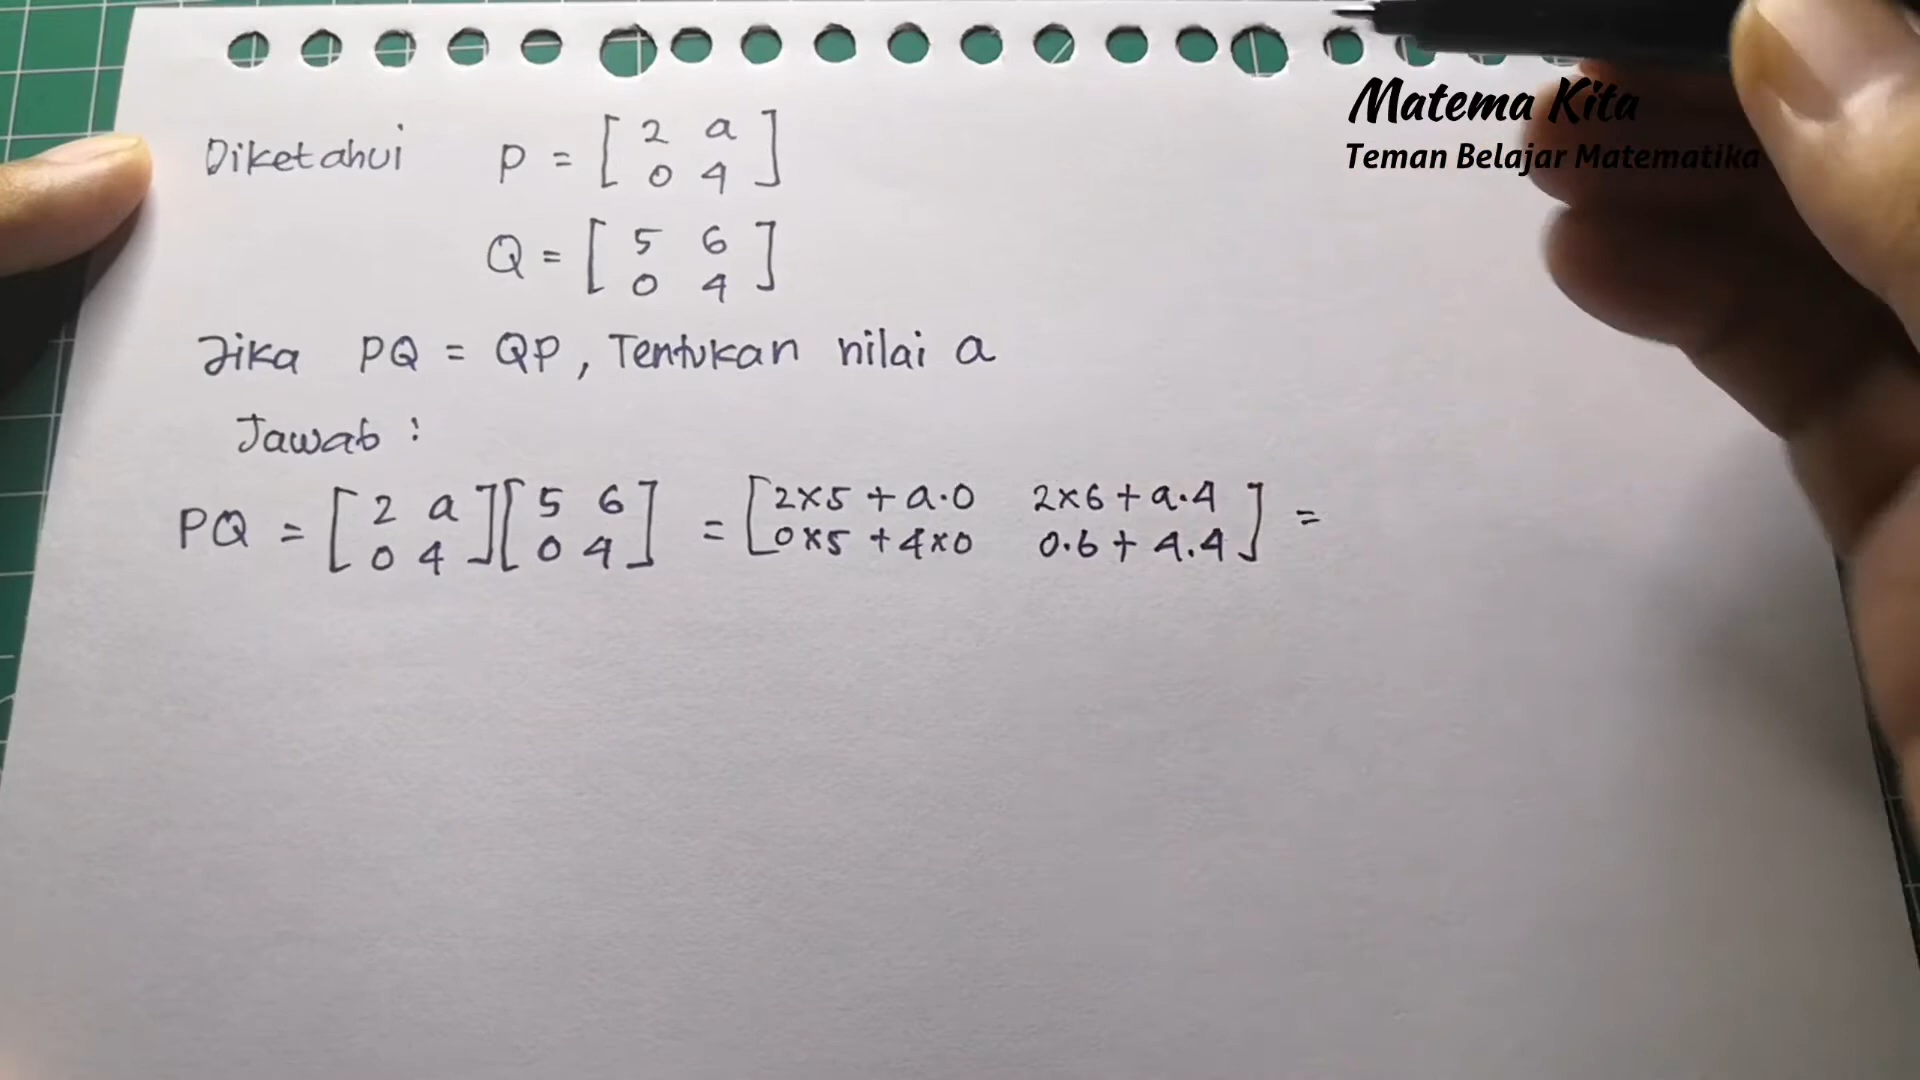 Matema Kita
Teman Belajar Matematika
Diketahui P = [ 2 a
0 4 ]
Q = [ 5 6
0 4 ]
Jika PQ = QP, Tentukan nilai a
Jawab :
PQ = [ 2 a ] [ 5 6 ] = [ 2×5 + a·0 2×6 + a·4 ] =
0 4 0 4 0×5 + 4×0 0·6 + 4.4